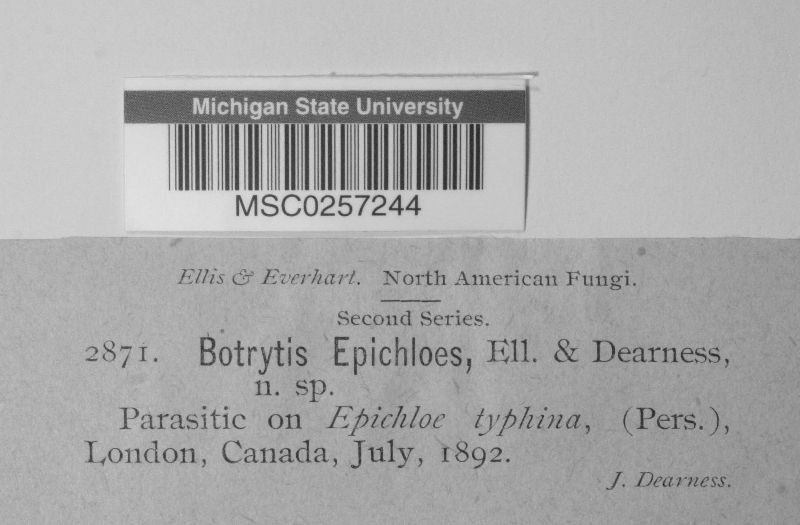 Michigan State University
MSC0257244
Ellis & Everhart. North American Fungi.
Second Series.
2871. Botrytis Epichloes, Ell. & Dearness,
n. sp.
Parasitic on Epichloe typhina, (Pers.),
London, Canada, July, 1892.
J. Dearness.